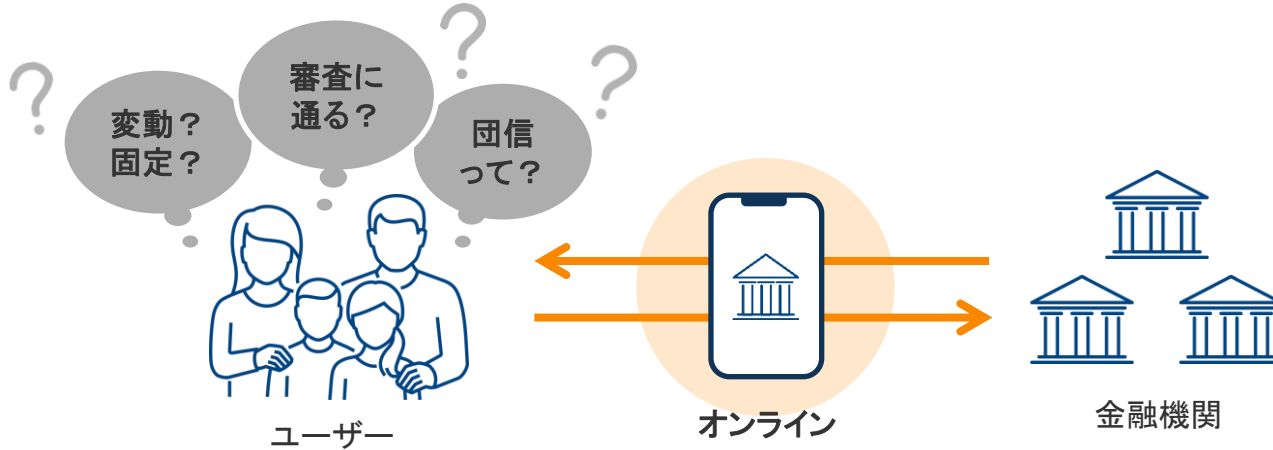 変動？
固定？
審査に
通る？
団信
って？
ユーザー
オンライン
金融機関